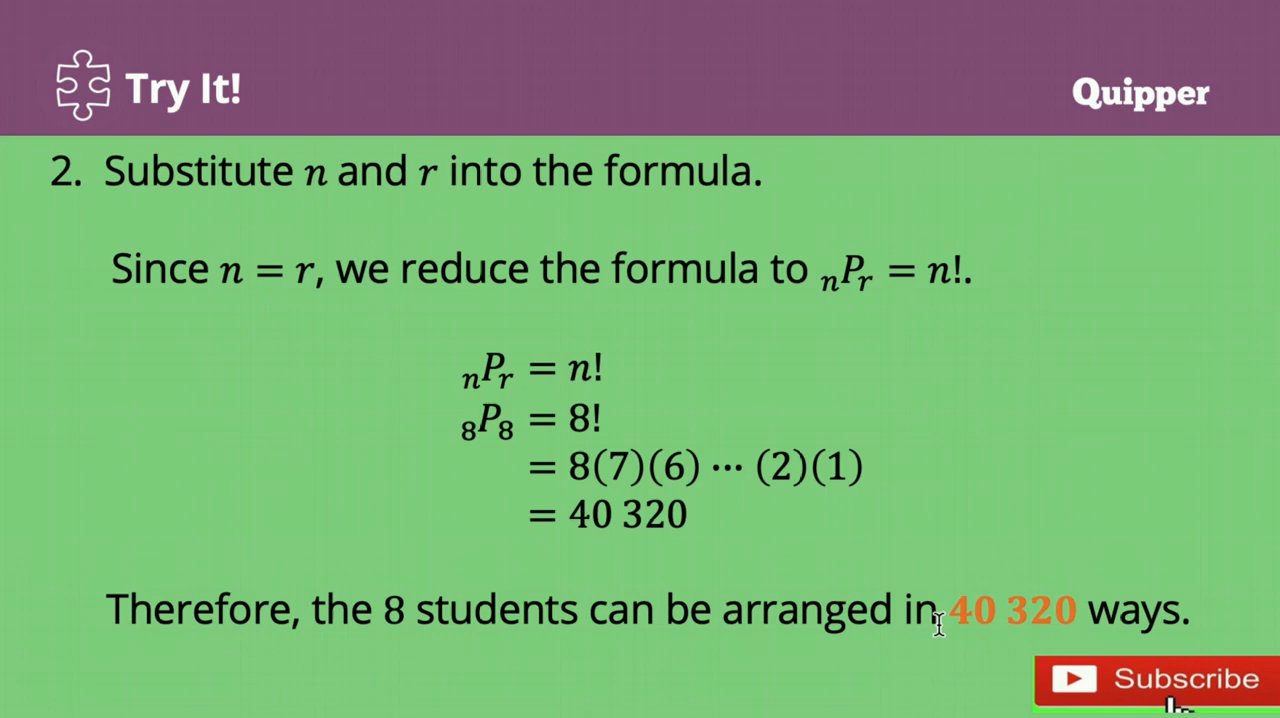 Try It!
Quipper
2. Substitute n and r into the formula.
Since n = r, we reduce the formula to ₙPᵣ = n!.
ₙPᵣ = n!
₈P₈ = 8!
= 8(7)(6) ⋯ (2)(1)
= 40 320
Therefore, the 8 students can be arranged in 40 320 ways.
Subscribe